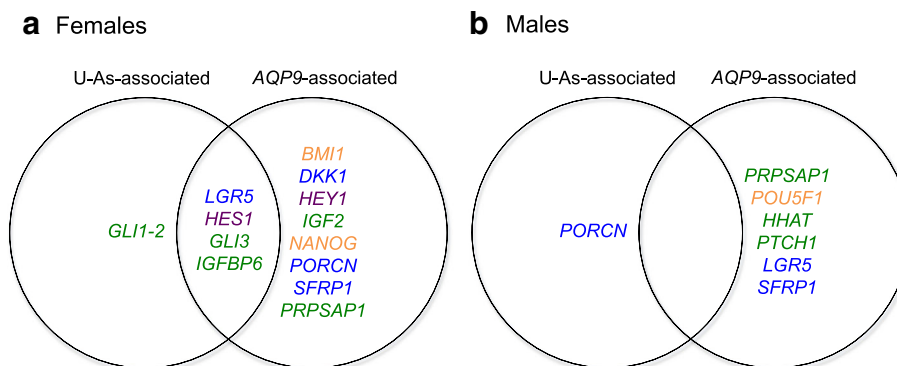 a Females
U-As-associated
AQP9-associated
GLI1-2
LGR5
HES1
GLI3
IGFBP6
BMI1
DKK1
HEY1
IGF2
NANOG
PORCN
SFRP1
PRPSAP1
b Males
U-As-associated
AQP9-associated
PORCN
PRPSAP1
POU5F1
HHAT
PTCH1
LGR5
SFRP1